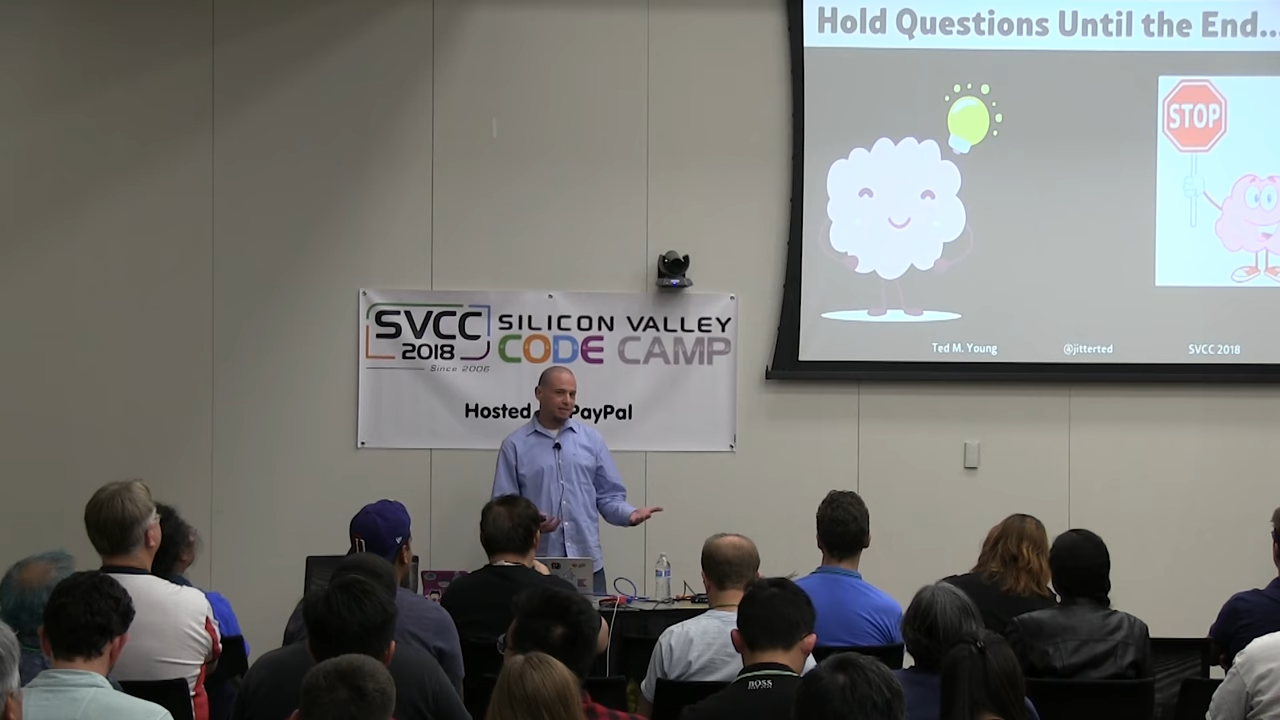 Hold Questions Until the End...
STOP
Ted M. Young
@jitterted
SVCC 2018
SVCC
2018
Since 2006
SILICON VALLEY
CODE CAMP
Hosted
PayPal
BOSS